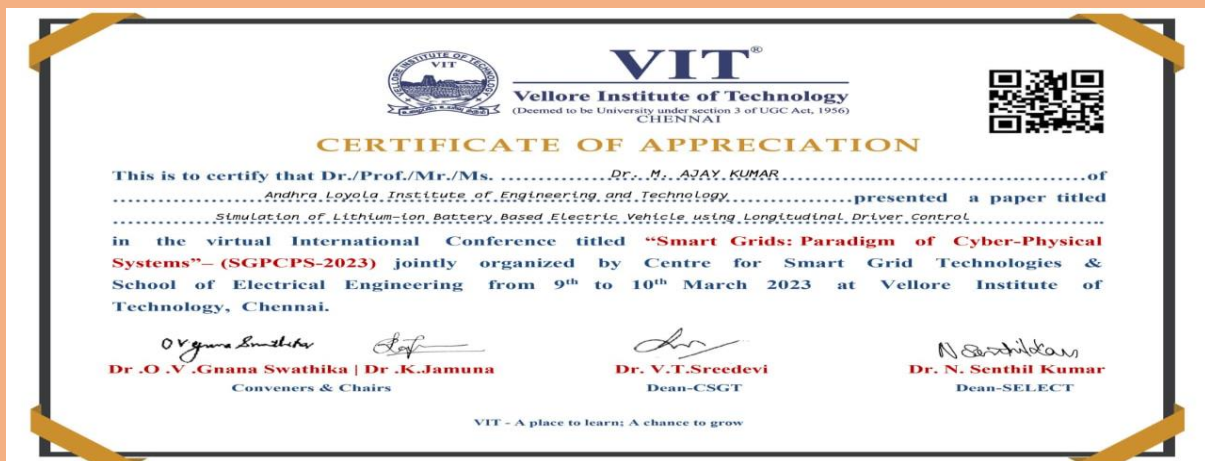 VELLORE INSTITUTE OF TECHNOLOGY
VIT
VIT®
Vellore Institute of Technology
(Deemed to be University under section 3 of UGC Act, 1956)
CHENNAI
CERTIFICATE OF APPRECIATION
This is to certify that Dr./Prof./Mr./Ms. ................Dr. M. AJAY KUMAR...........................................of
.......................Andhra Loyola Institute of Engineering and Technology...................presented a paper titled
................Simulation of Lithium-ion Battery Based Electric Vehicle using Longitudinal Driver Control......................
in the virtual International Conference titled “Smart Grids: Paradigm of Cyber-Physical
Systems”– (SGPCPS-2023) jointly organized by Centre for Smart Grid Technologies &
School of Electrical Engineering from 9th to 10th March 2023 at Vellore Institute of
Technology, Chennai.
N Senthilkumar
Dr .O .V .Gnana Swathika | Dr .K.Jamuna
Dr. V.T.Sreedevi
Dr. N. Senthil Kumar
Conveners & Chairs
Dean-CSGT
Dean-SELECT
VIT - A place to learn; A chance to grow